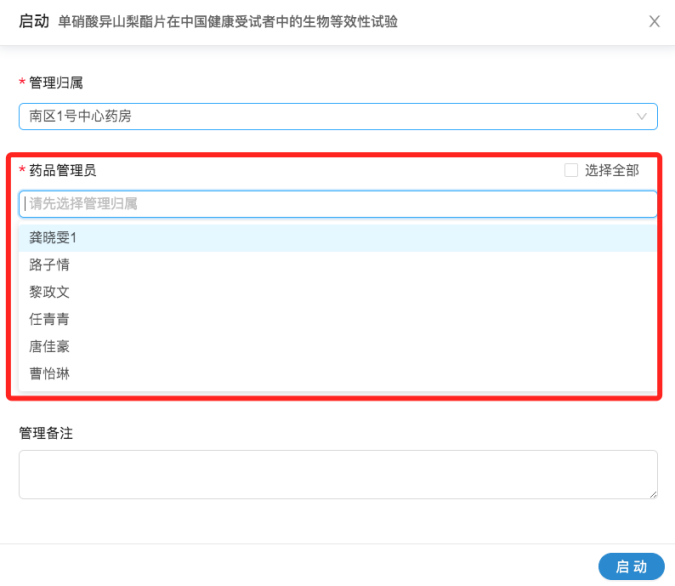 启动 单硝酸异山梨酯片在中国健康受试者中的生物等效性试验
* 管理归属
南区1号中心药房
* 药品管理员 选择全部
请先选择管理归属
龚晓雯1
路子情
黎政文
任青青
唐佳豪
曹怡琳
管理备注
启动